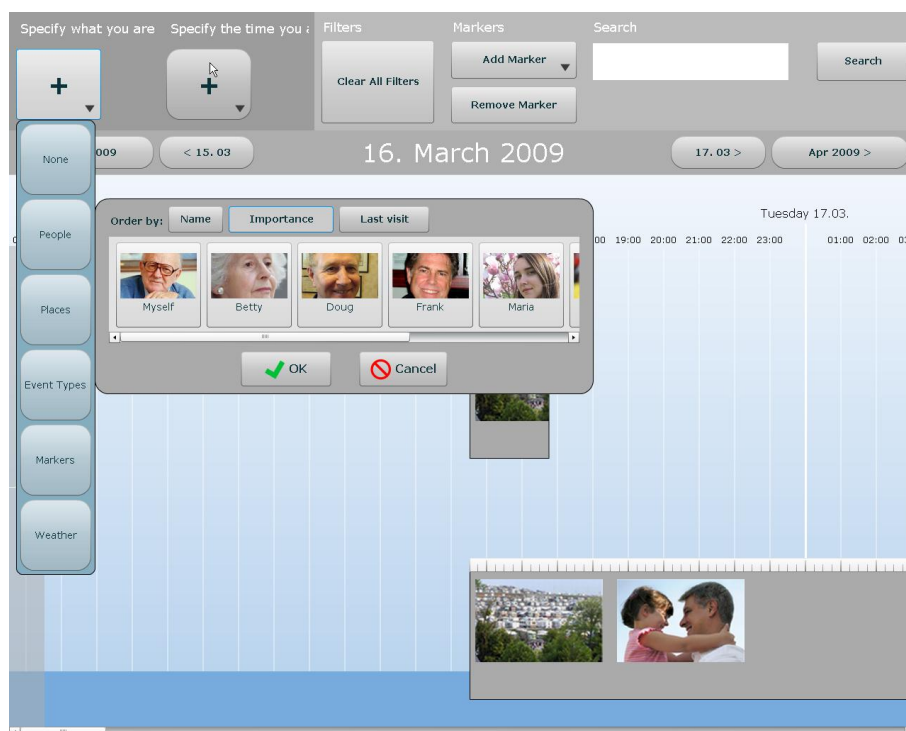 Specify what you are
Specify the time you
Filters
Markers
Search
+
+
Clear All Filters
Add Marker
Search
Remove Marker
None
009
< 15. 03
16. March 2009
17. 03 >
Apr 2009 >
Tuesday 17.03.
Order by:
Name
Importance
Last visit
People
00 19:00 20:00 21:00 22:00 23:00
01:00 02:00
Myself
Betty
Doug
Frank
Maria
Places
OK
Cancel
Event Types
Markers
Weather